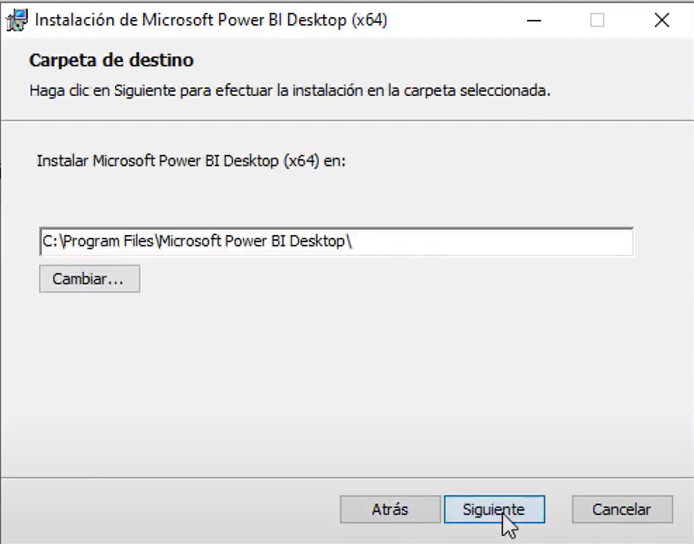 Instalación de Microsoft Power BI Desktop (x64)
Carpeta de destino
Haga clic en Siguiente para efectuar la instalación en la carpeta seleccionada.
Instalar Microsoft Power BI Desktop (x64) en:
C:\Program Files\Microsoft Power BI Desktop\
Cambiar...
Atrás Siguiente Cancelar